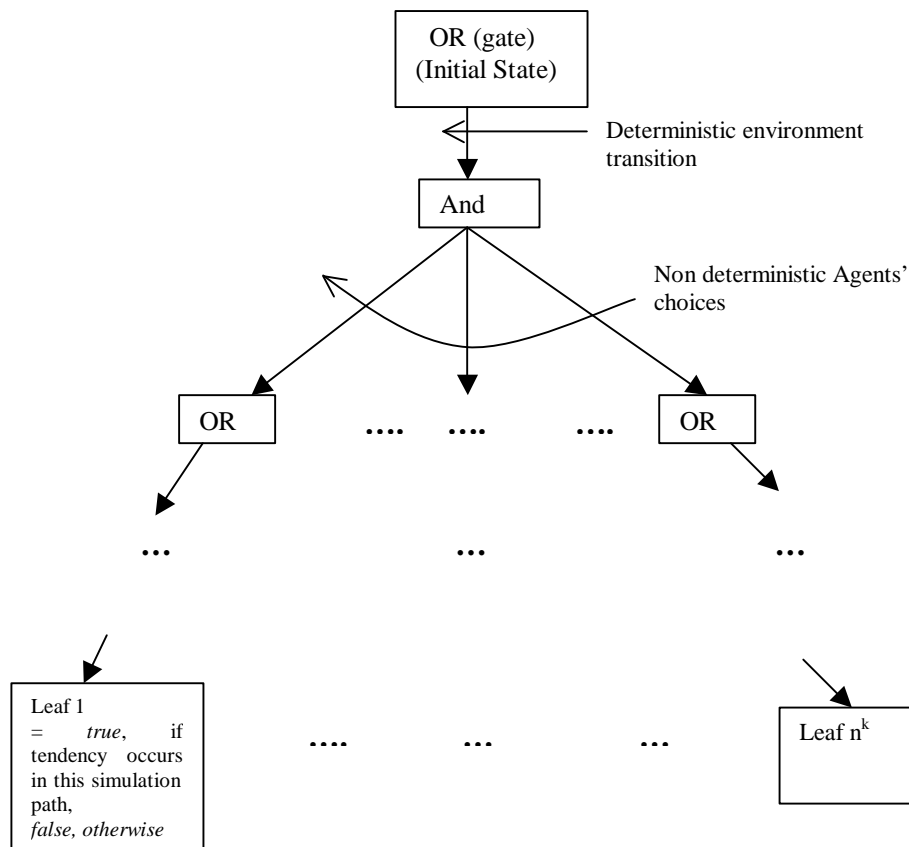 OR (gate)
(Initial State)
Deterministic environment
transition
And
Non deterministic Agents’
choices
OR
.... .... ....
OR
... ... ...
Leaf 1
= true, if
tendency occurs
in this simulation
path,
false, otherwise
.... ... ...
Leaf n^k